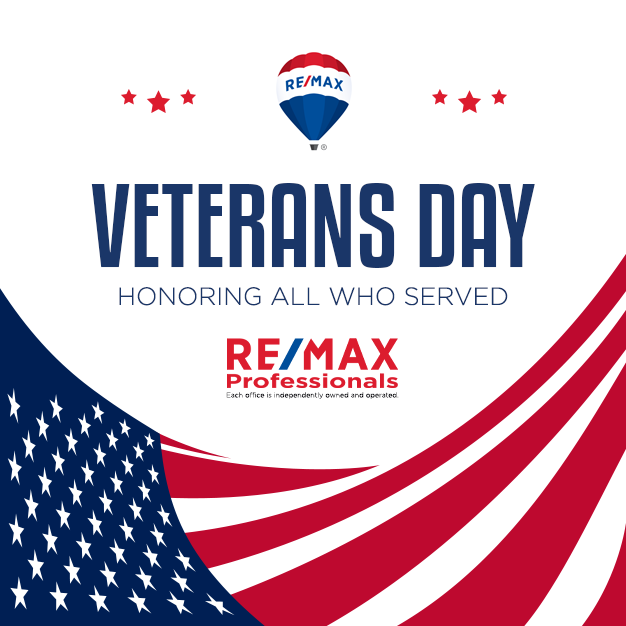 RE/MAX
®
VETERANS DAY
HONORING ALL WHO SERVED
RE/MAX
Professionals
Each office is independently owned and operated.